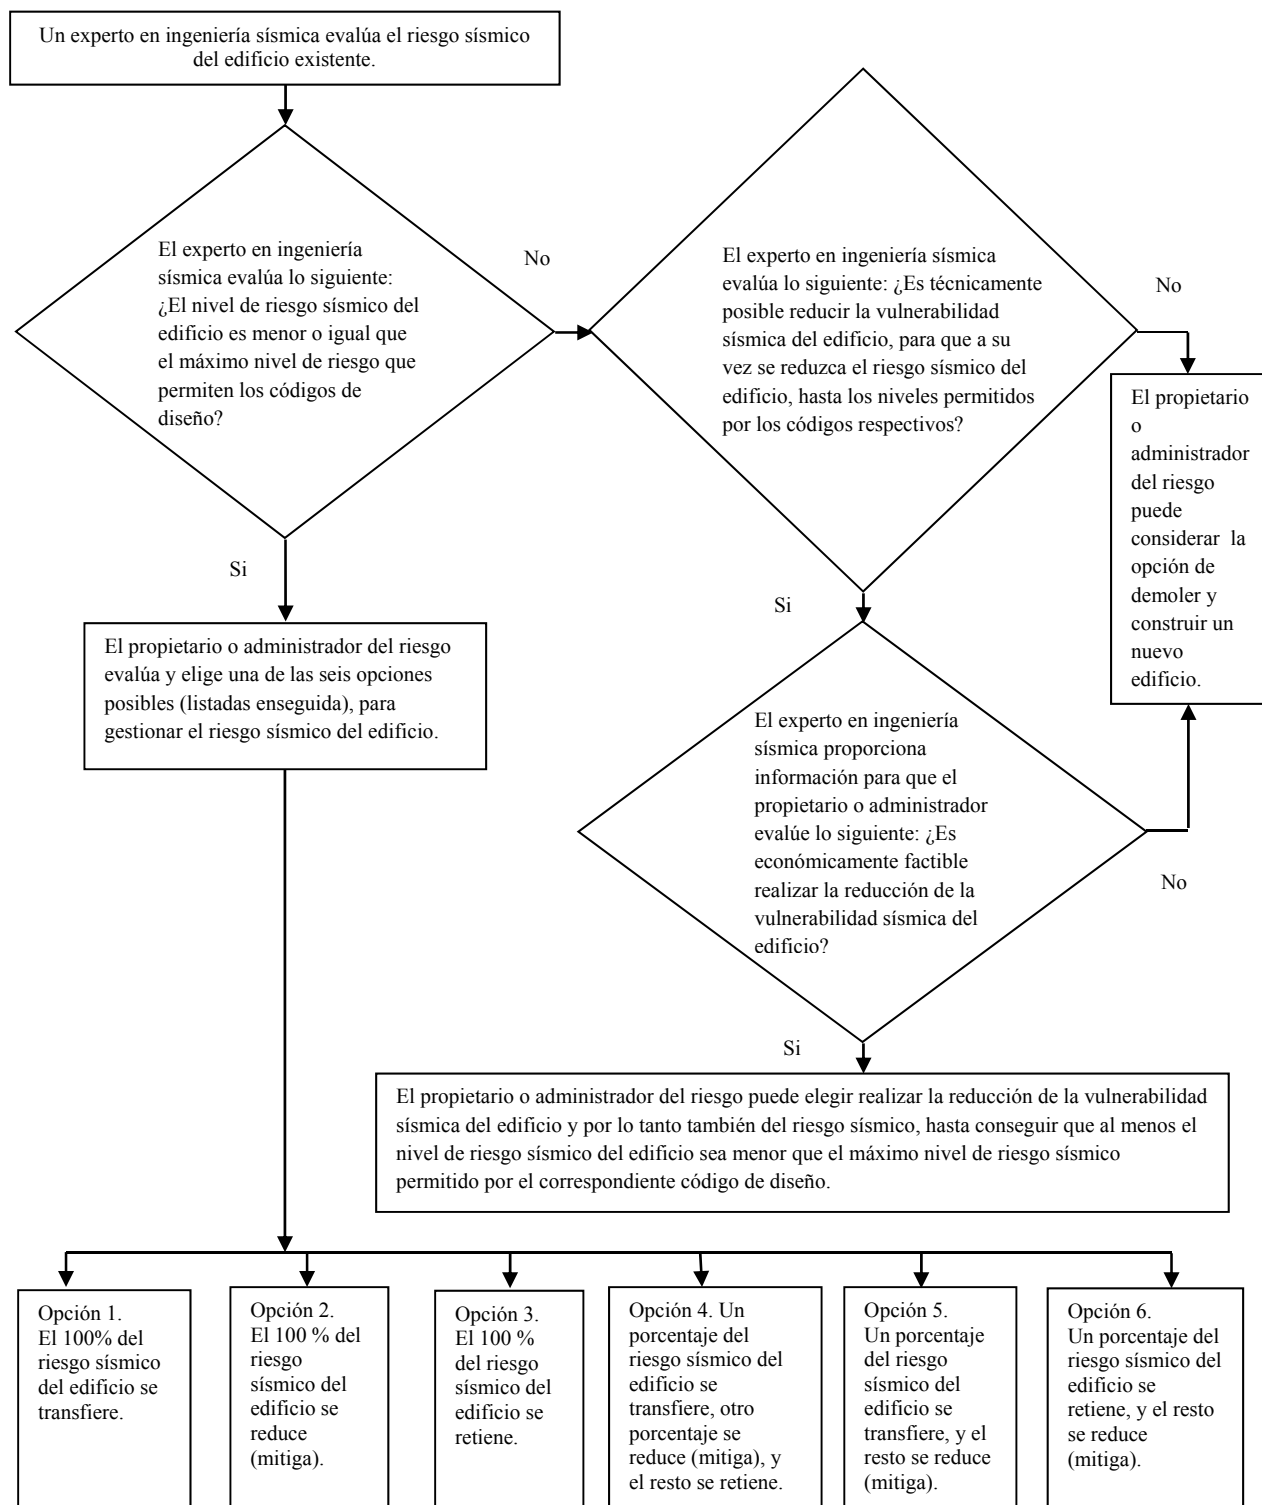 Un experto en ingeniería sísmica evalúa el riesgo sísmico
del edificio existente.
El experto en ingeniería
sísmica evalúa lo siguiente:
¿El nivel de riesgo sísmico del
edificio es menor o igual que
el máximo nivel de riesgo que
permiten los códigos de
diseño?
No
El experto en ingeniería sísmica
evalúa lo siguiente: ¿Es técnicamente
posible reducir la vulnerabilidad
sísmica del edificio, para que a su
vez se reduzca el riesgo sísmico del
edificio, hasta los niveles permitidos
por los códigos respectivos?
No
El propietario
o
administrador
del riesgo
puede
considerar la
opción de
demoler y
construir un
nuevo
edificio.
Si
El propietario o administrador del riesgo
evalúa y elige una de las seis opciones
posibles (listadas enseguida), para
gestionar el riesgo sísmico del edificio.
Si
El experto en ingeniería
sísmica proporciona
información para que el
propietario o administrador
evalúe lo siguiente: ¿Es
económicamente factible
realizar la reducción de la
vulnerabilidad sísmica del
edificio?
No
Si
El propietario o administrador del riesgo puede elegir realizar la reducción de la vulnerabilidad
sísmica del edificio y por lo tanto también del riesgo sísmico, hasta conseguir que al menos el
nivel de riesgo sísmico del edificio sea menor que el máximo nivel de riesgo sísmico
permitido por el correspondiente código de diseño.
Opción 1.
El 100% del
riesgo sísmico
del edificio se
transfiere.
Opción 2.
El 100 % del
riesgo
sísmico del
edificio se
reduce
(mitiga).
Opción 3.
El 100 %
del riesgo
sísmico del
edificio se
retiene.
Opción 4. Un
porcentaje del
riesgo sísmico del
edificio se
transfiere, otro
porcentaje se
reduce (mitiga), y
el resto se retiene.
Opción 5.
Un porcentaje
del riesgo
sísmico del
edificio se
transfiere, y el
resto se reduce
(mitiga).
Opción 6.
Un porcentaje del
riesgo sísmico del
edificio se
retiene, y el resto
se reduce
(mitiga).